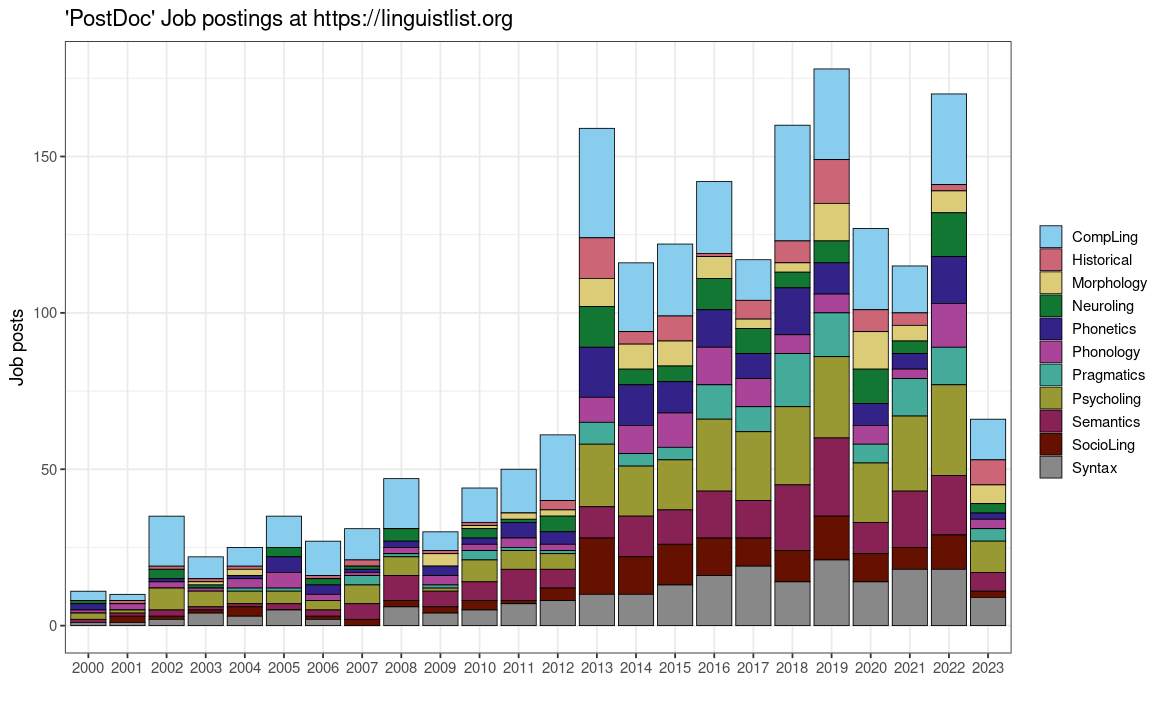 'PostDoc' Job postings at https://linguistlist.org
Job posts
150
100
50
0
2000 2001 2002 2003 2004 2005 2006 2007 2008 2009 2010 2011 2012 2013 2014 2015 2016 2017 2018 2019 2020 2021 2022 2023
CompLing
Historical
Morphology
Neuroling
Phonetics
Phonology
Pragmatics
Psycholing
Semantics
SocioLing
Syntax